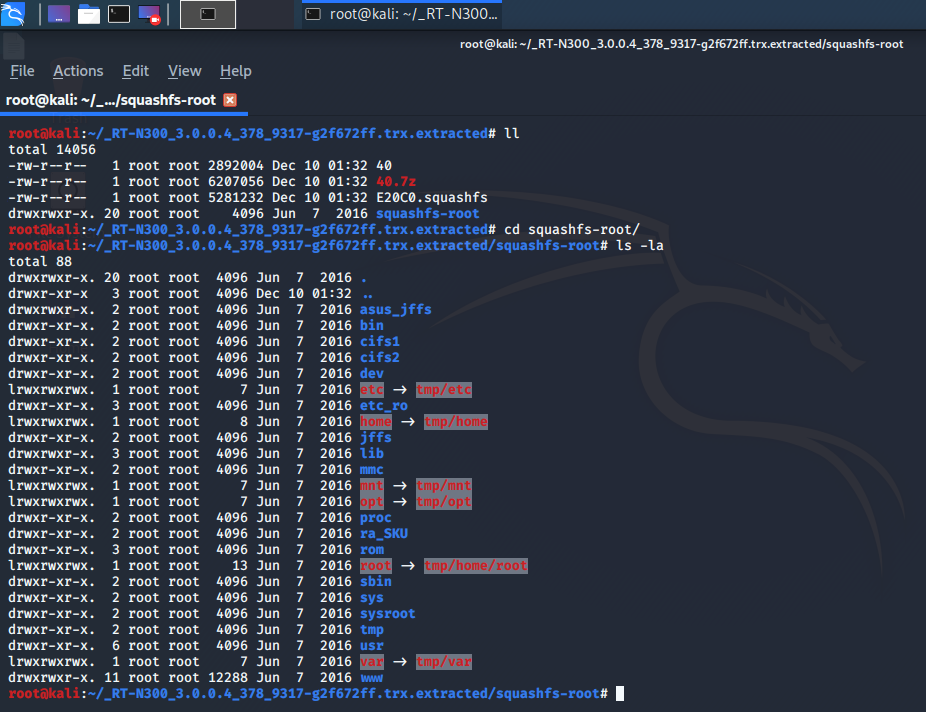 root@kali: ~/_RT-N300...
root@kali: ~/_RT-N300_3.0.0.4_378_9317-g2f672ff.trx.extracted/squashfs-root
File Actions Edit View Help
root@kali: ~/_.../squashfs-root
root@kali:~/_RT-N300_3.0.0.4_378_9317-g2f672ff.trx.extracted# ll
total 14056
-rw-r--r-- 1 root root 2892004 Dec 10 01:32 40
-rw-r--r-- 1 root root 6207056 Dec 10 01:32 40.7z
-rw-r--r-- 1 root root 5281232 Dec 10 01:32 E20C0.squashfs
drwxrwxr-x. 20 root root 4096 Jun 7 2016 squashfs-root
root@kali:~/_RT-N300_3.0.0.4_378_9317-g2f672ff.trx.extracted# cd squashfs-root/
root@kali:~/_RT-N300_3.0.0.4_378_9317-g2f672ff.trx.extracted/squashfs-root# ls -la
total 88
drwxrwxr-x. 20 root root 4096 Jun 7 2016 .
drwxr-xr-x 3 root root 4096 Dec 10 01:32 ..
drwxr-xr-x. 2 root root 4096 Jun 7 2016 asus_jffs
drwxr-xr-x. 2 root root 4096 Jun 7 2016 bin
drwxr-xr-x. 2 root root 4096 Jun 7 2016 cifs1
drwxr-xr-x. 2 root root 4096 Jun 7 2016 cifs2
drwxr-xr-x. 2 root root 4096 Jun 7 2016 dev
lrwxrwxrwx. 1 root root 7 Jun 7 2016 etc → tmp/etc
drwxr-xr-x. 3 root root 4096 Jun 7 2016 etc_ro
lrwxrwxrwx. 1 root root 8 Jun 7 2016 home → tmp/home
drwxr-xr-x. 2 root root 4096 Jun 7 2016 jffs
drwxr-xr-x. 3 root root 4096 Jun 7 2016 lib
drwxr-xr-x. 2 root root 4096 Jun 7 2016 mmc
lrwxrwxrwx. 1 root root 7 Jun 7 2016 mnt → tmp/mnt
lrwxrwxrwx. 1 root root 7 Jun 7 2016 opt → tmp/opt
drwxr-xr-x. 2 root root 4096 Jun 7 2016 proc
drwxr-xr-x. 2 root root 4096 Jun 7 2016 ra_SKU
drwxr-xr-x. 3 root root 4096 Jun 7 2016 rom
lrwxrwxrwx. 1 root root 13 Jun 7 2016 root → tmp/home/root
drwxr-xr-x. 2 root root 4096 Jun 7 2016 sbin
drwxr-xr-x. 2 root root 4096 Jun 7 2016 sys
drwxr-xr-x. 2 root root 4096 Jun 7 2016 sysroot
drwxr-xr-x. 2 root root 4096 Jun 7 2016 tmp
drwxr-xr-x. 6 root root 4096 Jun 7 2016 usr
lrwxrwxrwx. 1 root root 7 Jun 7 2016 var → tmp/var
drwxr-xr-x. 11 root root 12288 Jun 7 2016 www
root@kali:~/_RT-N300_3.0.0.4_378_9317-g2f672ff.trx.extracted/squashfs-root#